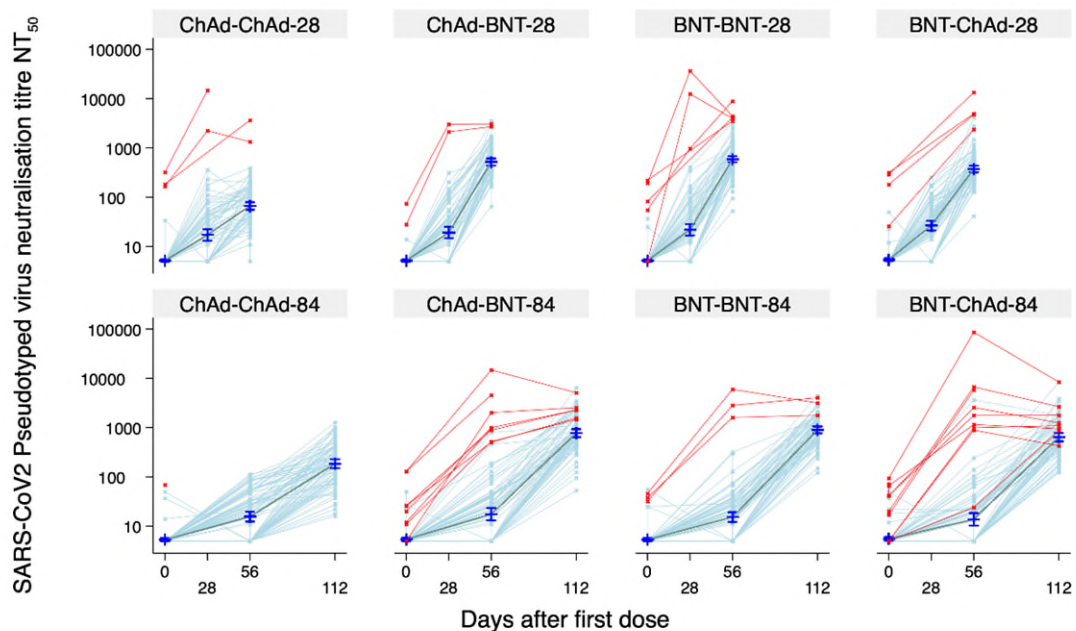 SARS-CoV2 Pseudotyped virus neutralisation titre NT50
ChAd-ChAd-28
ChAd-BNT-28
BNT-BNT-28
BNT-ChAd-28
100000
10000
1000
100
10
ChAd-ChAd-84
ChAd-BNT-84
BNT-BNT-84
BNT-ChAd-84
100000
10000
1000
100
10
0 56 0 56 0 56 0 56
28 112 28 112 28 112 28 112
Days after first dose